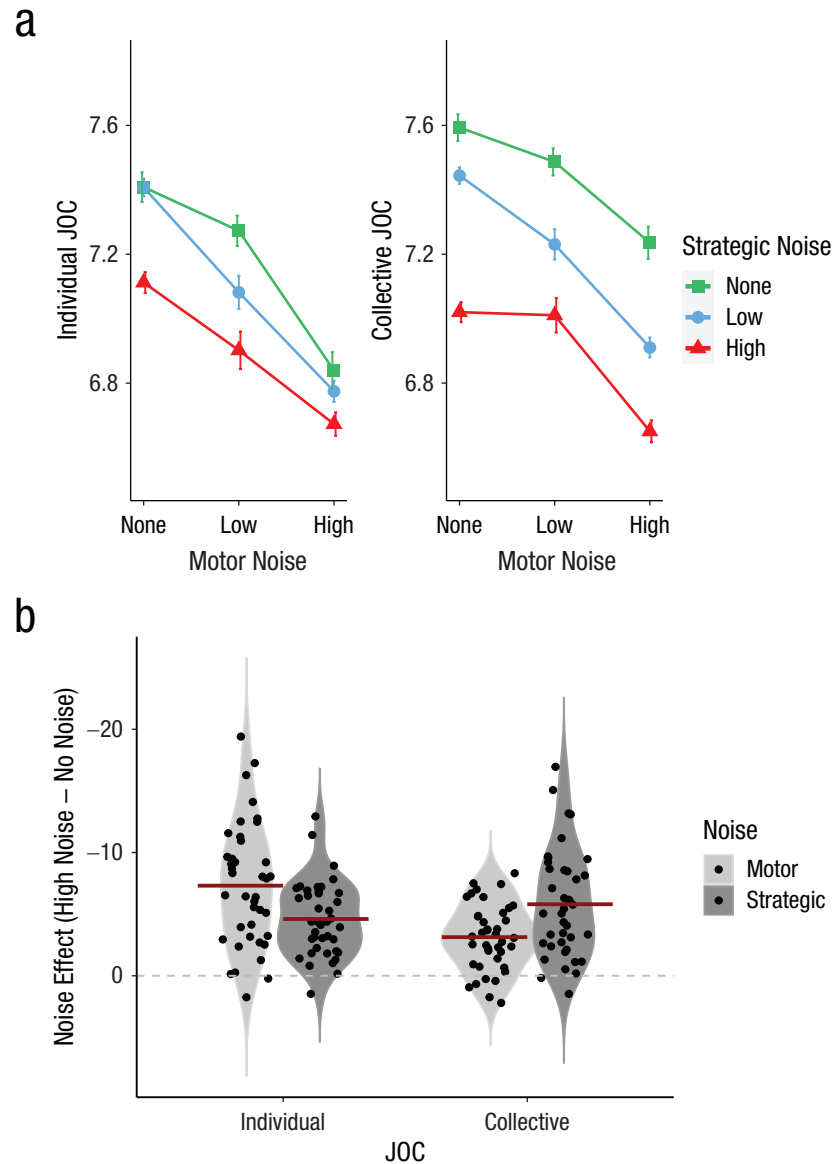 a
Individual JOC
7.6
7.2
6.8
None
Low
High
Motor Noise
Collective JOC
7.6
7.2
6.8
None
Low
High
Motor Noise
Strategic Noise
None
Low
High
b
Noise Effect (High Noise – No Noise)
–20
–10
0
Individual
Collective
JOC
Noise
Motor
Strategic